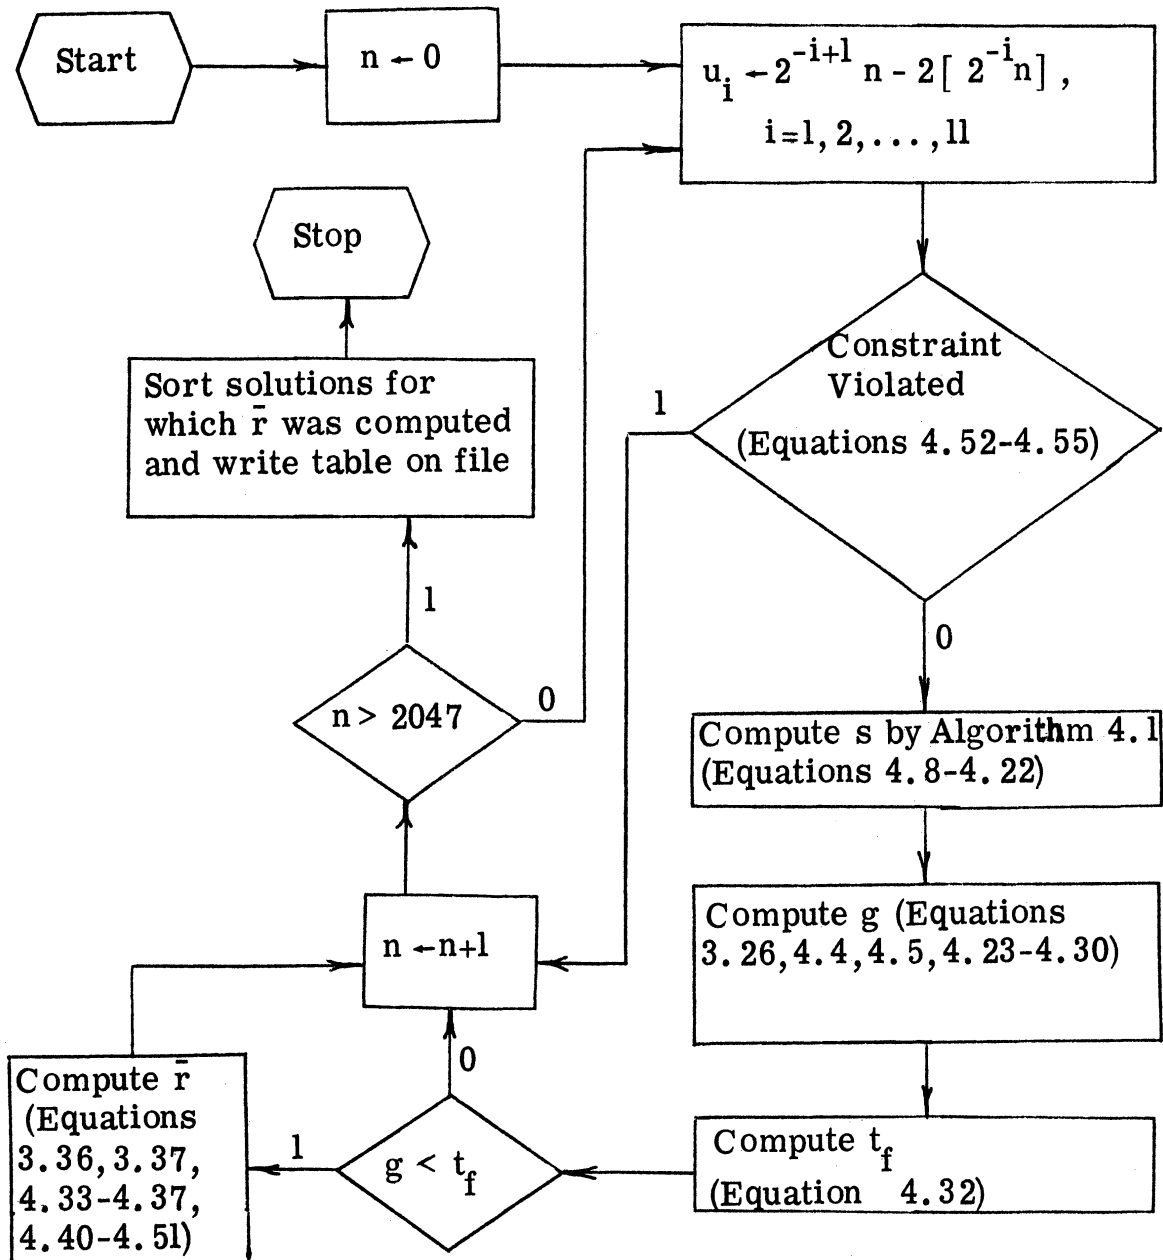 Start
n ← 0
u_i ← 2^{-i+1} n - 2[ 2^{-i}n] ,
i=1, 2, . . . , 11
Stop
Sort solutions for
which r̄ was computed
and write table on file
Constraint
Violated
(Equations 4. 52-4. 55)
1
0
1
n > 2047
0
Compute s by Algorithm 4. 1
(Equations 4. 8-4. 22)
Compute g (Equations
3. 26, 4. 4, 4. 5, 4. 23-4. 30)
n ← n+1
0
Compute r̄
(Equations
3. 36, 3. 37,
4. 33-4. 37,
4. 40-4. 51)
1
g < t_f
Compute t_f
(Equation 4. 32)